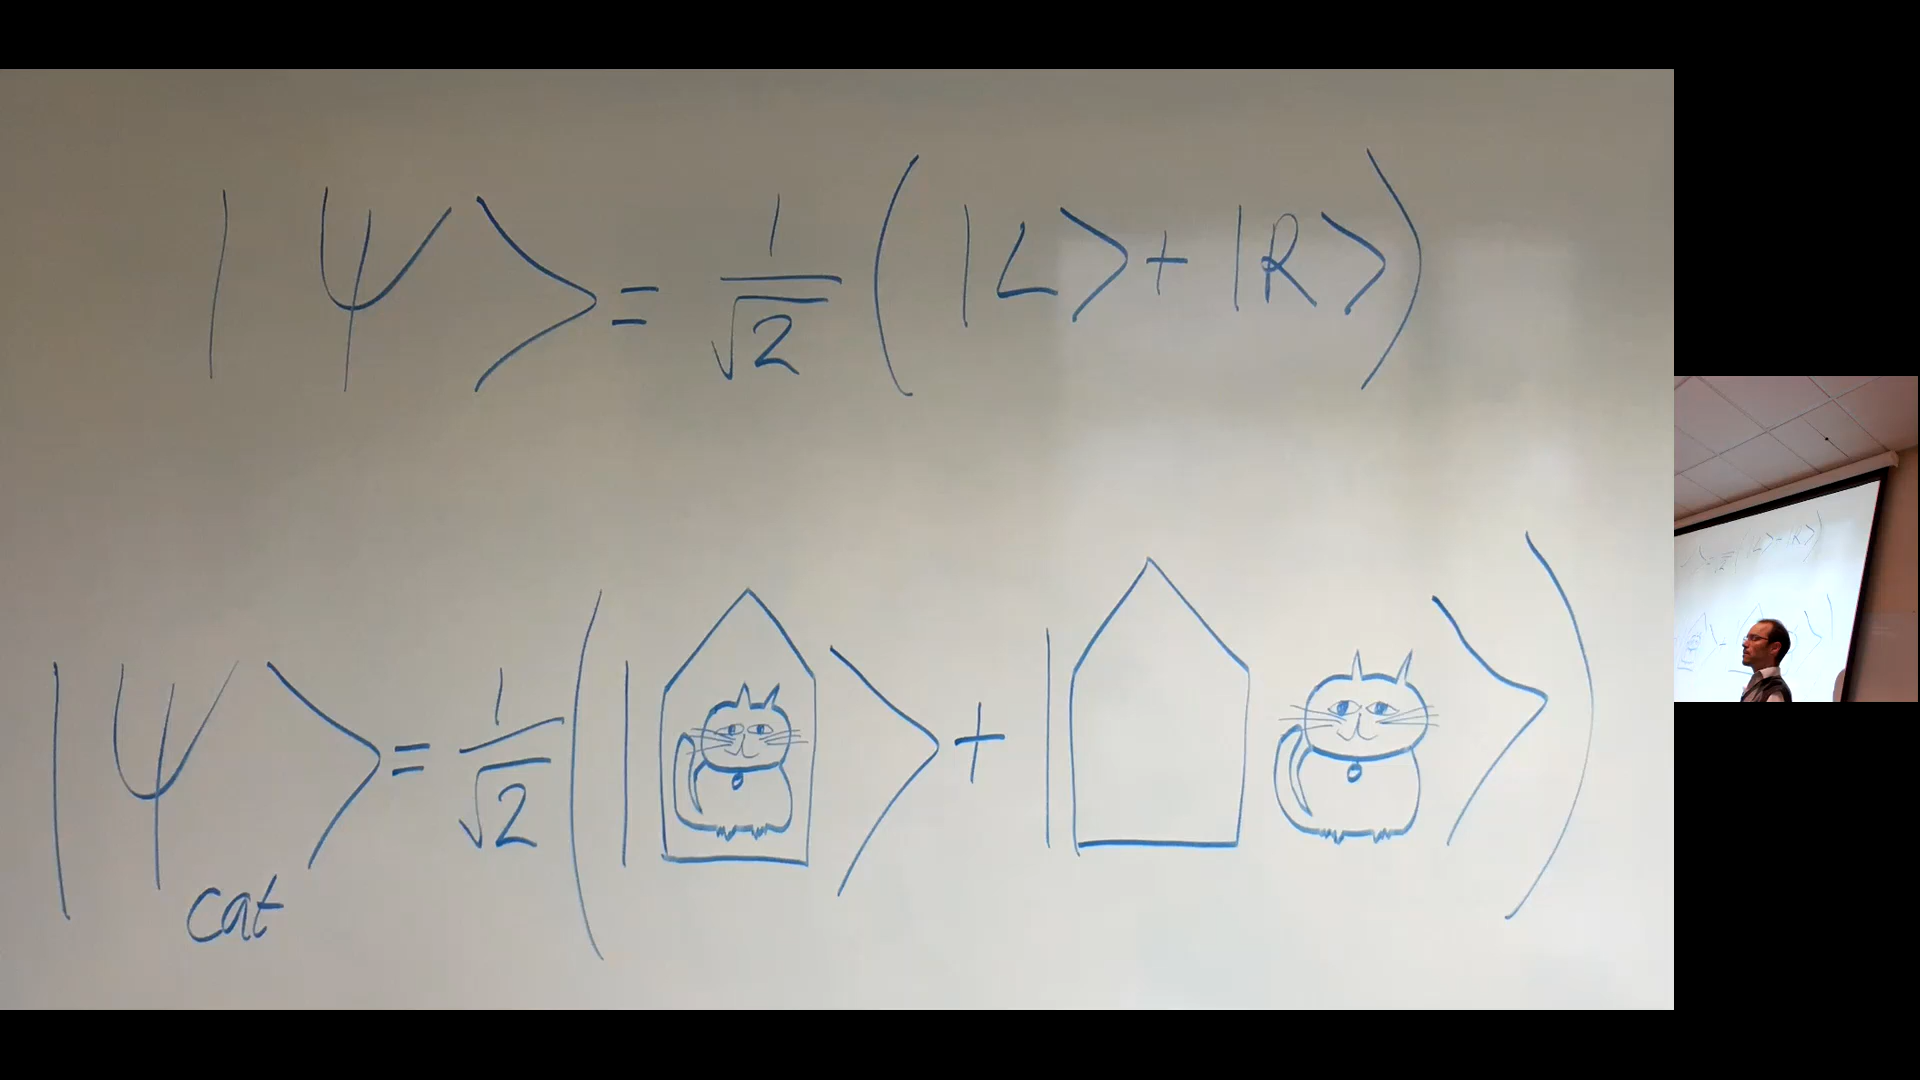 |ψ⟩ = 1/√2 (|L⟩ + |R⟩)
|ψ⟩ cat = 1/√2 (| ⟩ + | ⟩)